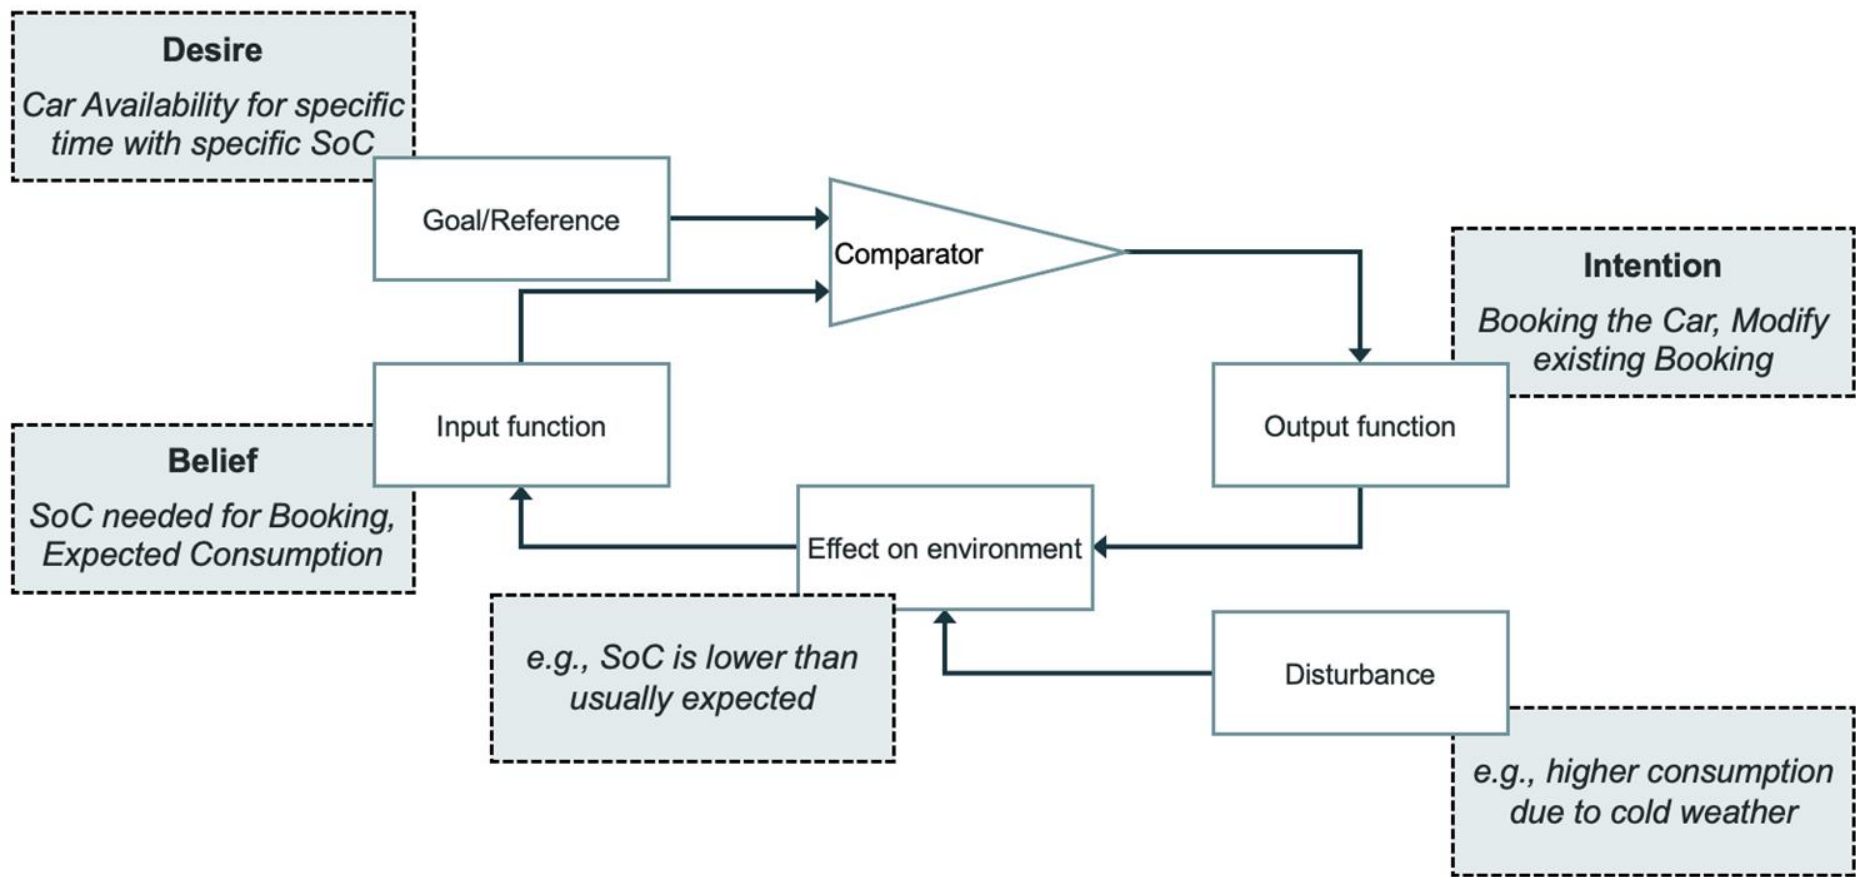 Desire
Car Availability for specific
time with specific SoC
Goal/Reference
Comparator
Intention
Booking the Car, Modify
existing Booking
Input function
Output function
Belief
SoC needed for Booking,
Expected Consumption
Effect on environment
e.g., SoC is lower than
usually expected
Disturbance
e.g., higher consumption
due to cold weather